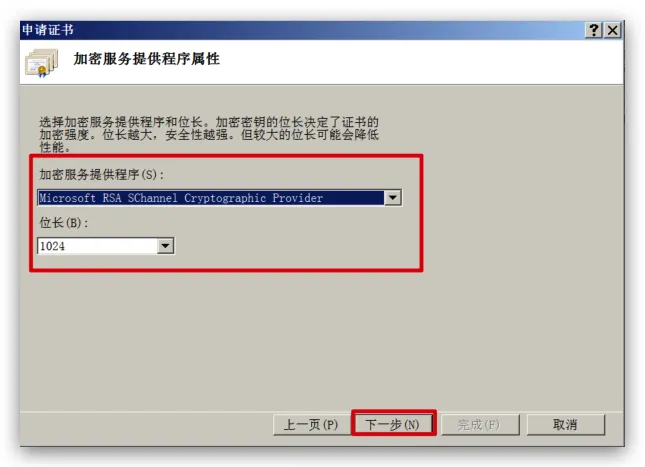 申请证书
加密服务提供程序属性
选择加密服务提供程序和位长。加密密钥的位长决定了证书的
加密强度。位长越大，安全性越强。但较大的位长可能会降低
性能。
加密服务提供程序(S):
Microsoft RSA SChannel Cryptographic Provider
位长(B):
1024
上一页(P) 下一步(N) 完成(F) 取消